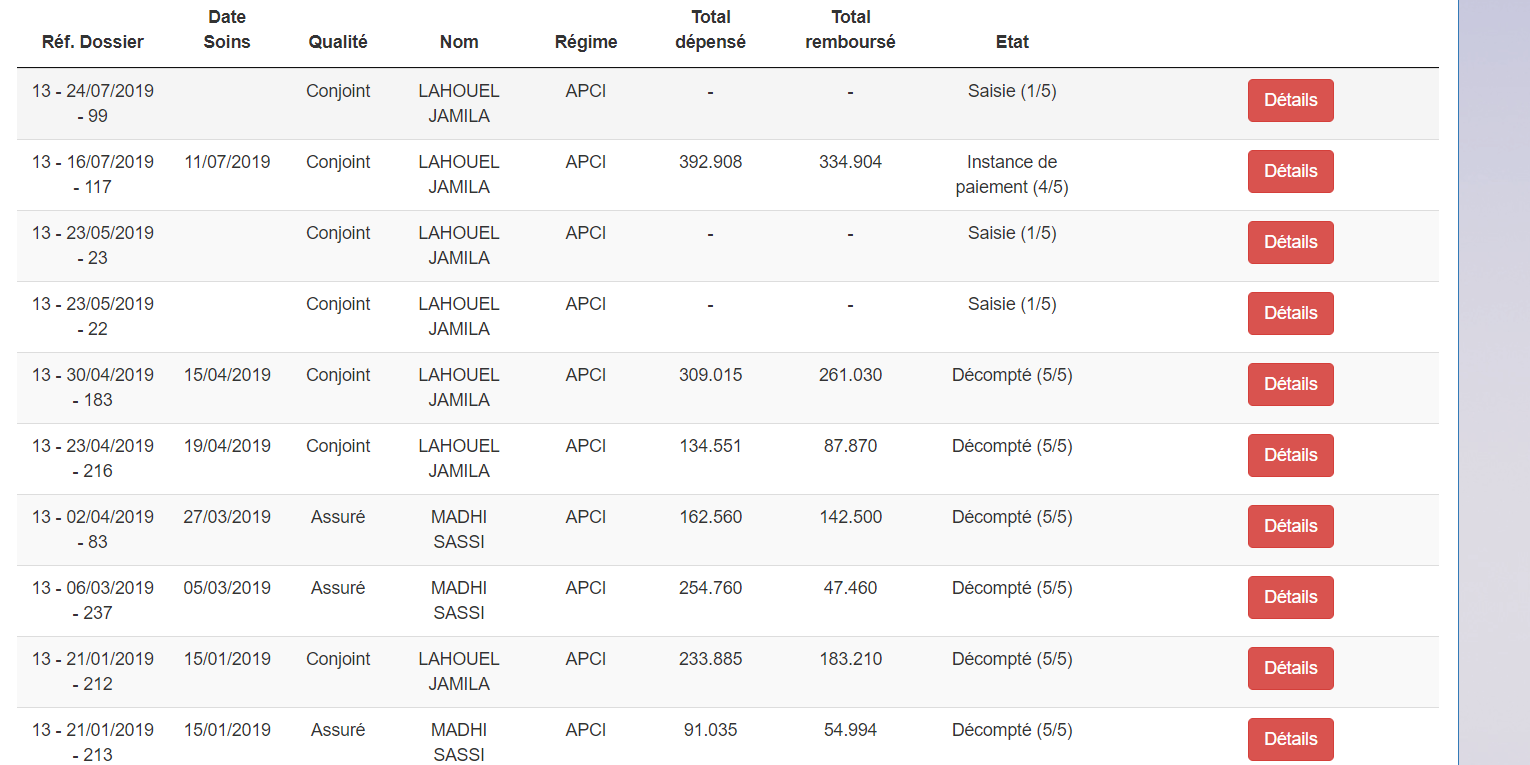 Réf. Dossier Date Soins Qualité Nom Régime Total dépensé Total remboursé Etat
13 - 24/07/2019 - 99 Conjoint LAHOUEL JAMILA APCI - - Saisie (1/5) Détails
13 - 16/07/2019 - 117 11/07/2019 Conjoint LAHOUEL JAMILA APCI 392.908 334.904 Instance de paiement (4/5) Détails
13 - 23/05/2019 - 23 Conjoint LAHOUEL JAMILA APCI - - Saisie (1/5) Détails
13 - 23/05/2019 - 22 Conjoint LAHOUEL JAMILA APCI - - Saisie (1/5) Détails
13 - 30/04/2019 - 183 15/04/2019 Conjoint LAHOUEL JAMILA APCI 309.015 261.030 Décompté (5/5) Détails
13 - 23/04/2019 - 216 19/04/2019 Conjoint LAHOUEL JAMILA APCI 134.551 87.870 Décompté (5/5) Détails
13 - 02/04/2019 - 83 27/03/2019 Assuré MADHI SASSI APCI 162.560 142.500 Décompté (5/5) Détails
13 - 06/03/2019 - 237 05/03/2019 Assuré MADHI SASSI APCI 254.760 47.460 Décompté (5/5) Détails
13 - 21/01/2019 - 212 15/01/2019 Conjoint LAHOUEL JAMILA APCI 233.885 183.210 Décompté (5/5) Détails
13 - 21/01/2019 - 213 15/01/2019 Assuré MADHI SASSI APCI 91.035 54.994 Décompté (5/5) Détails